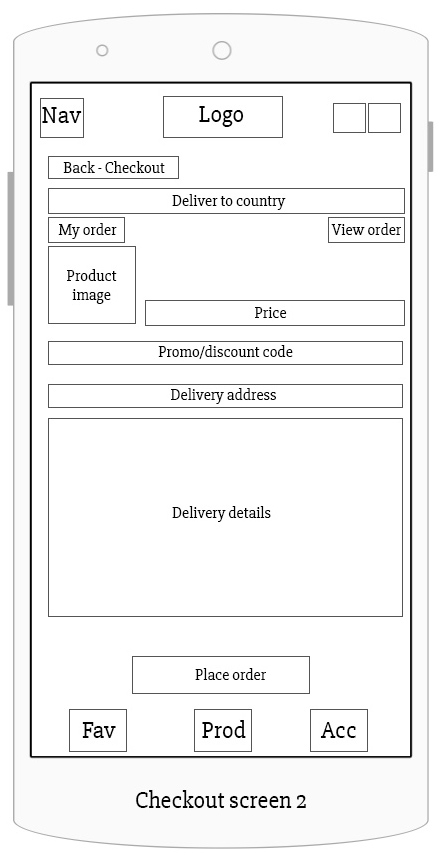 Nav
Logo
Back - Checkout
Deliver to country
My order
View order
Product
image
Price
Promo/discount code
Delivery address
Delivery details
Place order
Fav
Prod
Acc
Checkout screen 2